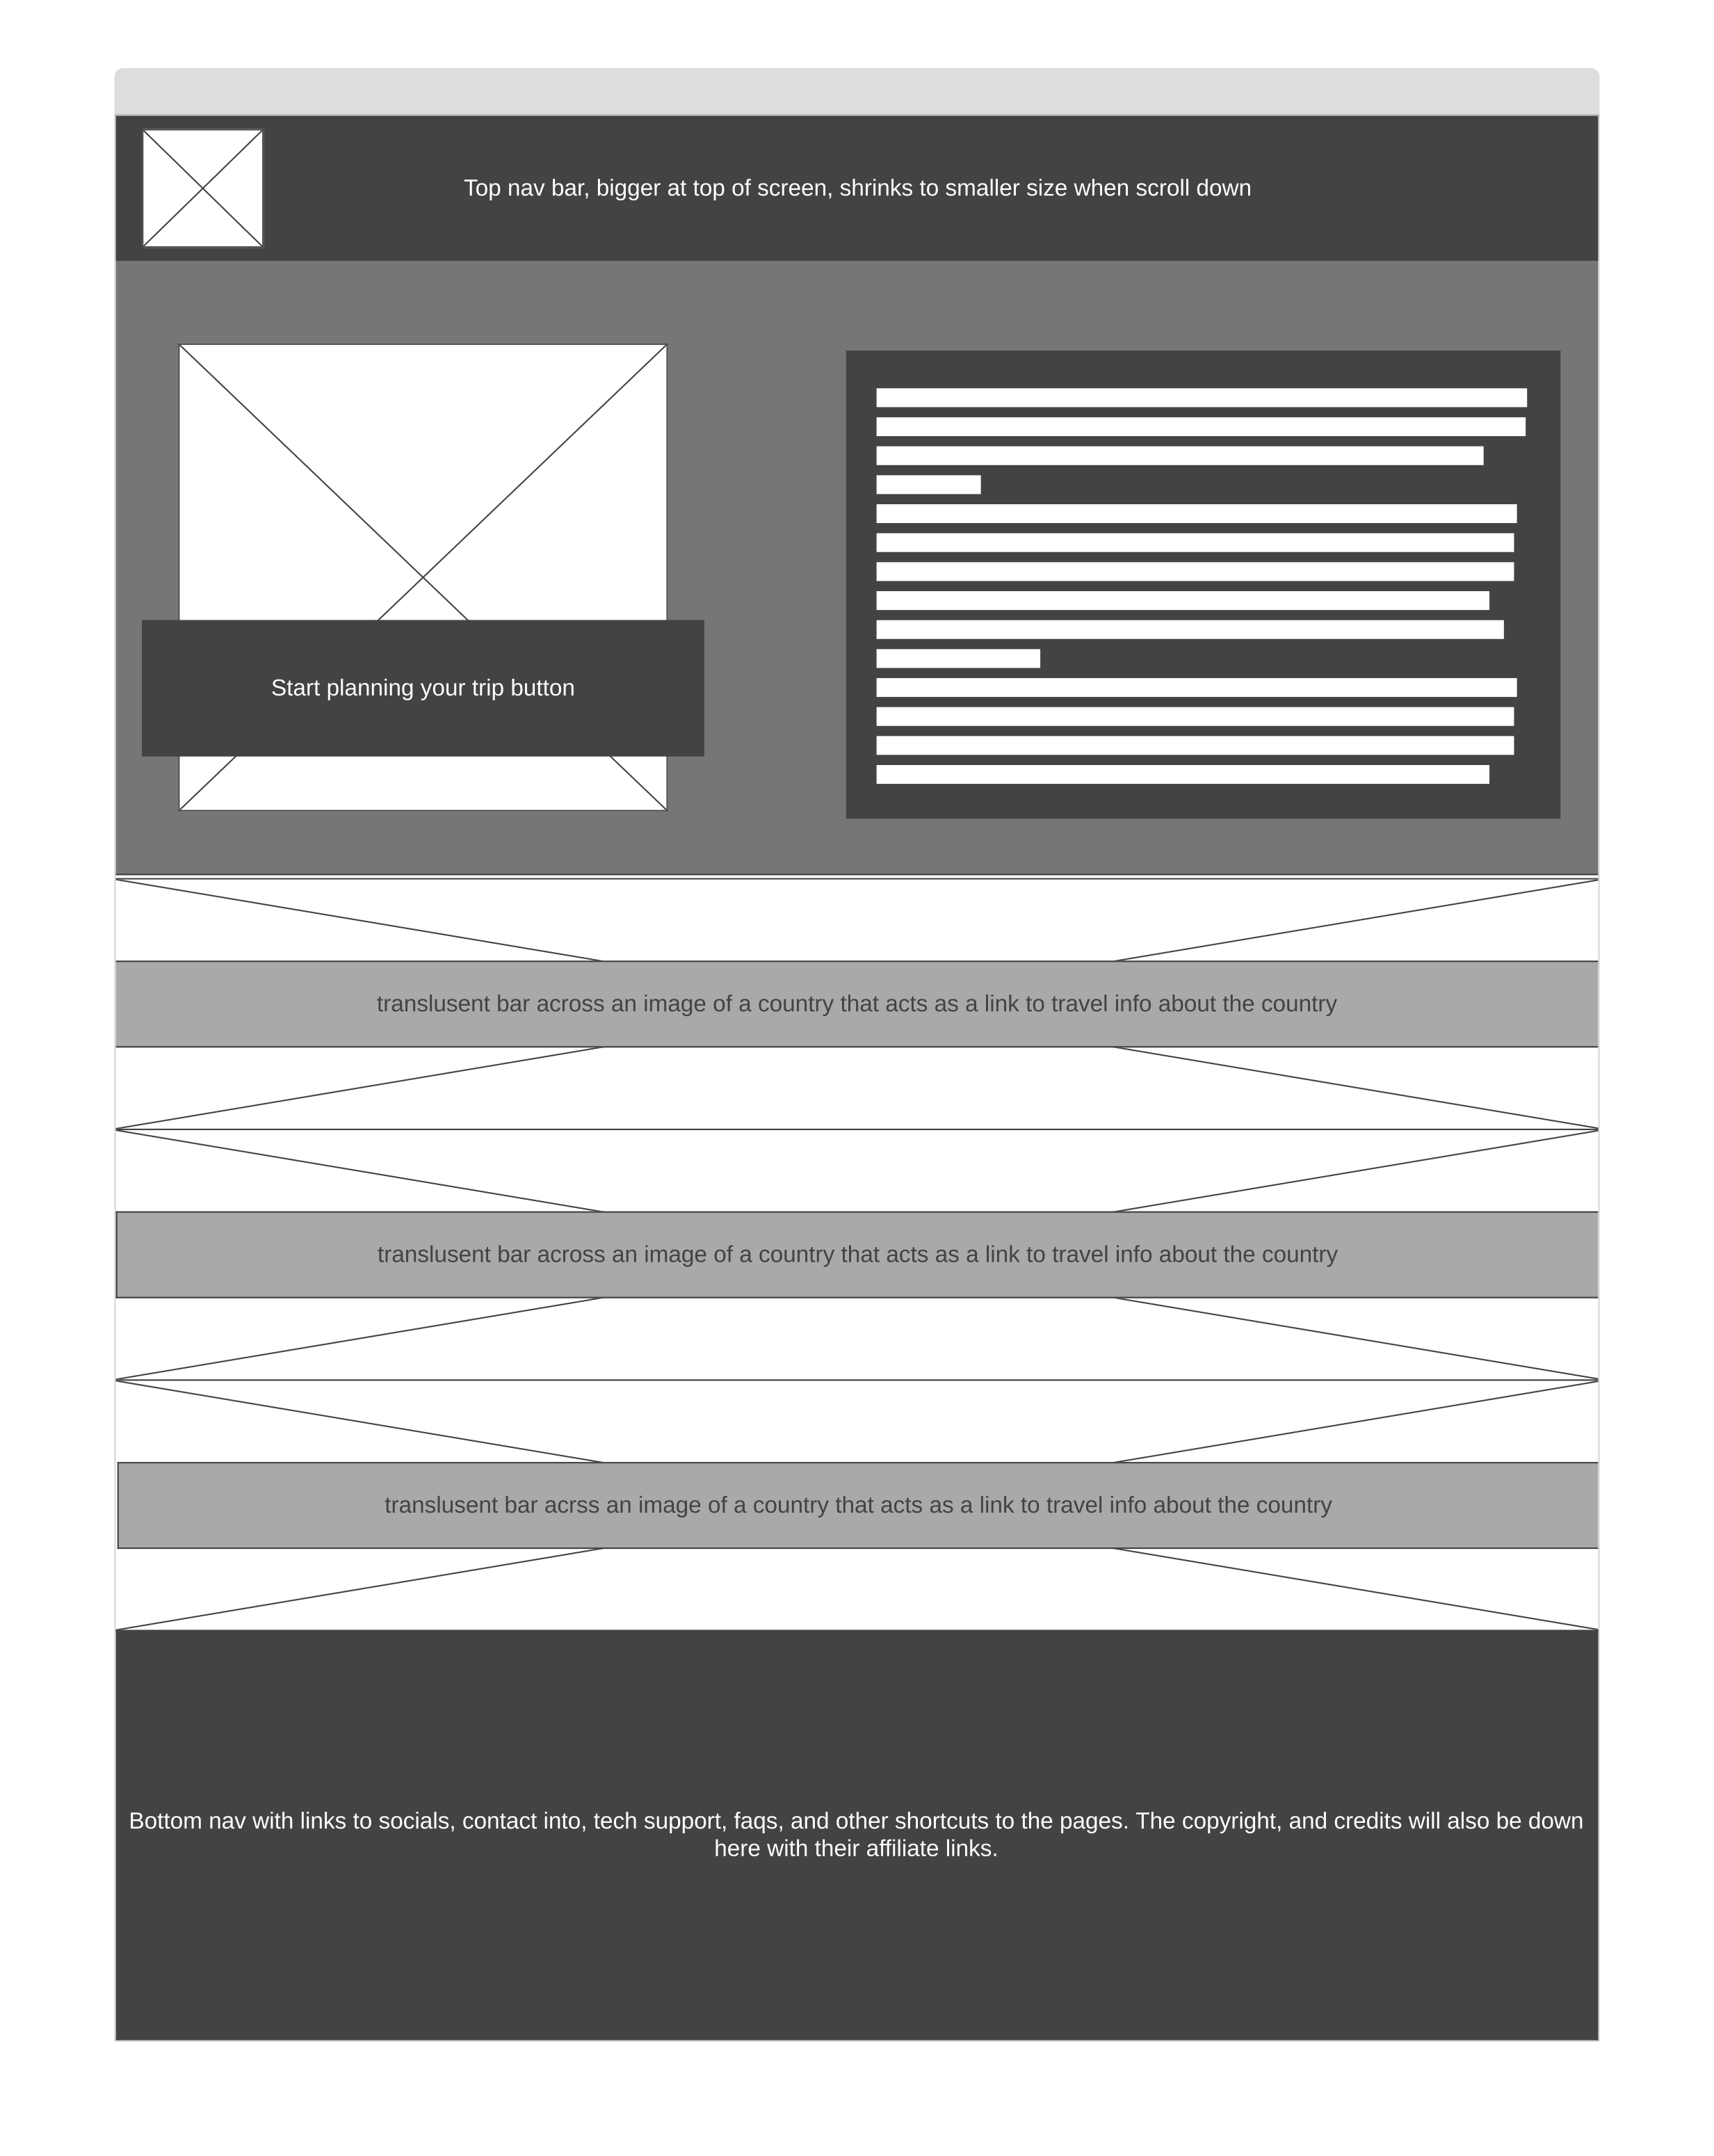 Top nav bar, bigger at top of screen, shrinks to smaller size when scroll down
Start planning your trip button
translusent bar across an image of a country that acts as a link to travel info about the country
translusent bar across an image of a country that acts as a link to travel info about the country
translusent bar acrss an image of a country that acts as a link to travel info about the country
Bottom nav with links to socials, contact into, tech support, faqs, and other shortcuts to the pages. The copyright, and credits will also be down
here with their affiliate links.